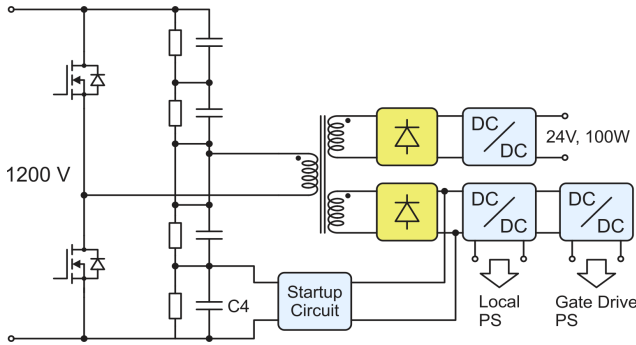 DC
DC
24V, 100W
1200 V
DC
DC
DC
DC
C4
Startup
Circuit
Local
PS
Gate Drive
PS